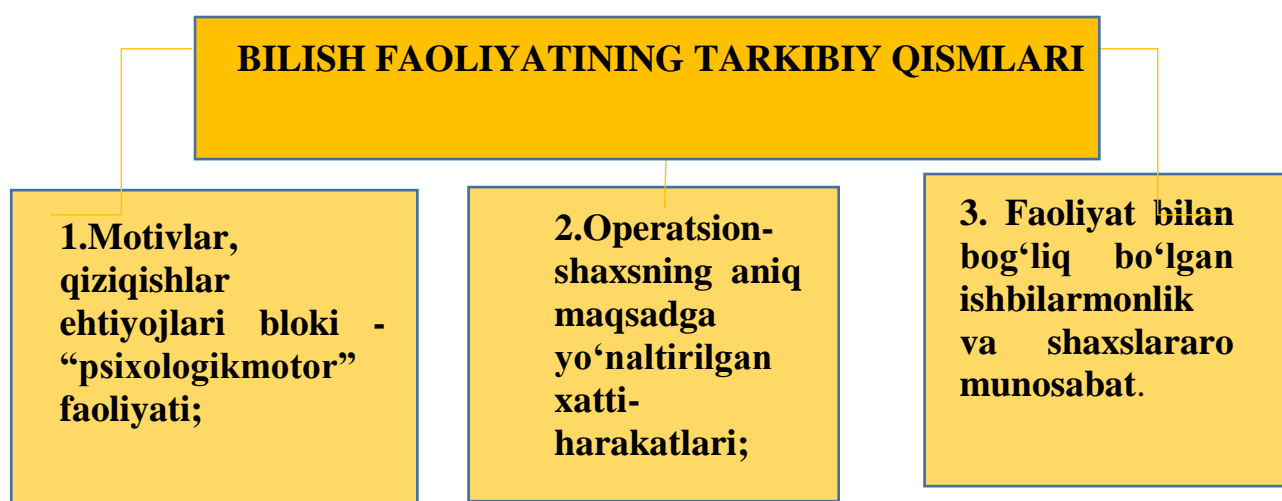 BILISH FAOLIYATINING TARKIBIY QISMLARI
1.Motivlar,
qiziqishlar
ehtiyojlari bloki -
“psixologikmotor”
faoliyati;
2.Operatsion-
shaxsning aniq
maqsadga
yo‘naltirilgan
xatti-
harakatlari;
3. Faoliyat bilan
bog‘liq bo‘lgan
ishbilarmonlik
va shaxslararo
munosabat.